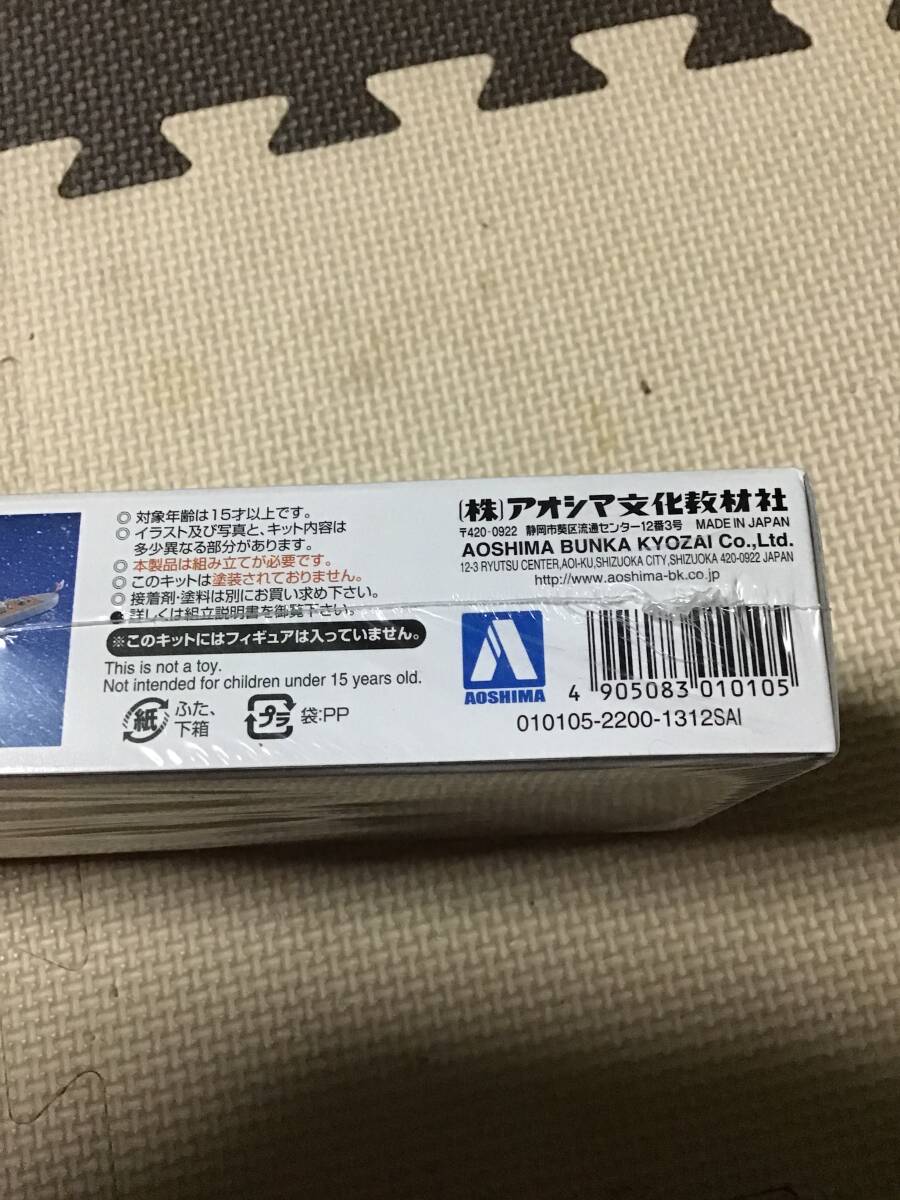 ◎ 対象年齢は15才以上です。
◎ イラスト及び写真と、キット内容は
多少異なる部分があります。
◎ 本製品は組み立てが必要です。
◎ このキットは塗装されておりません。
◎ 接着剤・塗料は別にお買い求め下さい。
● 詳しくは組立説明書を御覧下さい。
※このキットにはフィギュアは入っていません。
This is not a toy.
Not intended for children under 15 years old.
紙 ふた、
下箱
プラ 袋:PP
(株)アオシマ文化教材社
〒420-0922 静岡市葵区流通センター12番3号 MADE IN JAPAN
AOSHIMA BUNKA KYOZAI Co.,Ltd.
12-3 RYUTSU CENTER,AOI-KU,SHIZUOKA CITY,SHIZUOKA 420-0922 JAPAN
http://www.aoshima-bk.co.jp
AOSHIMA
4 905083 010105
010105-2200-1312SAI